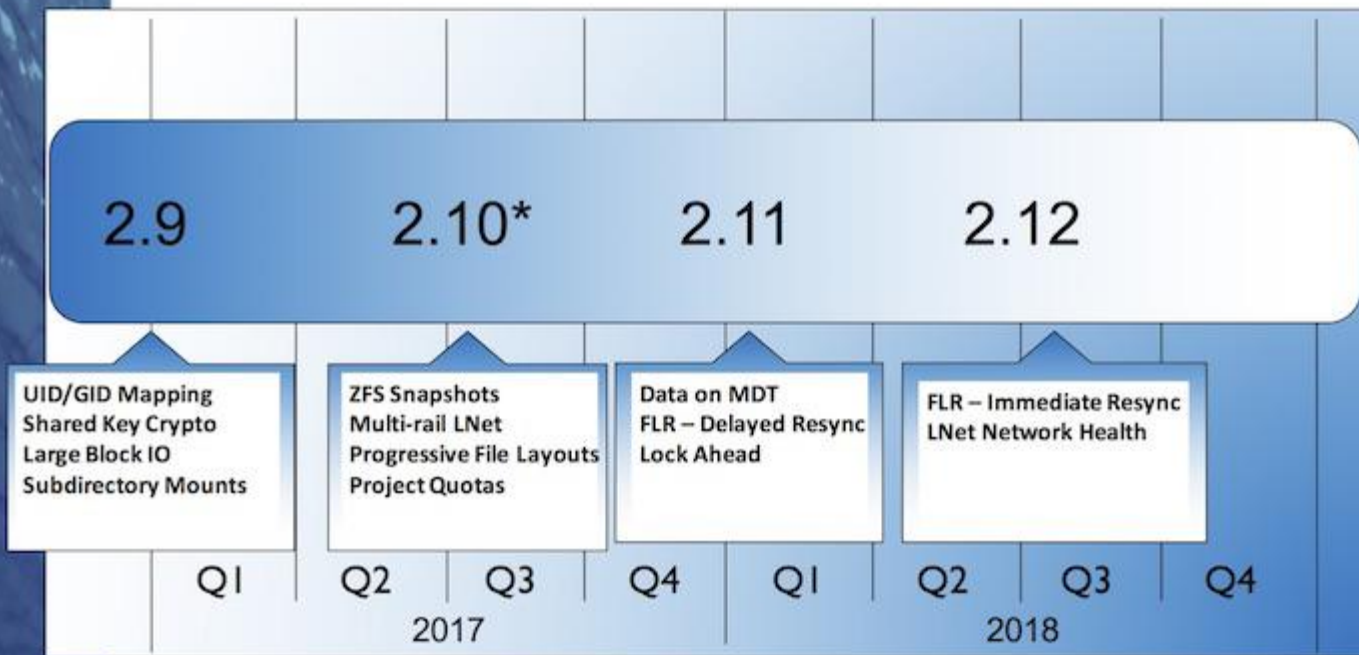 2.9
2.10*
2.11
2.12
UID/GID Mapping
Shared Key Crypto
Large Block IO
Subdirectory Mounts
ZFS Snapshots
Multi-rail LNet
Progressive File Layouts
Project Quotas
Data on MDT
FLR – Delayed Resync
Lock Ahead
FLR – Immediate Resync
LNet Network Health
Q1 Q2 Q3 Q4 Q1 Q2 Q3 Q4
2017 2018